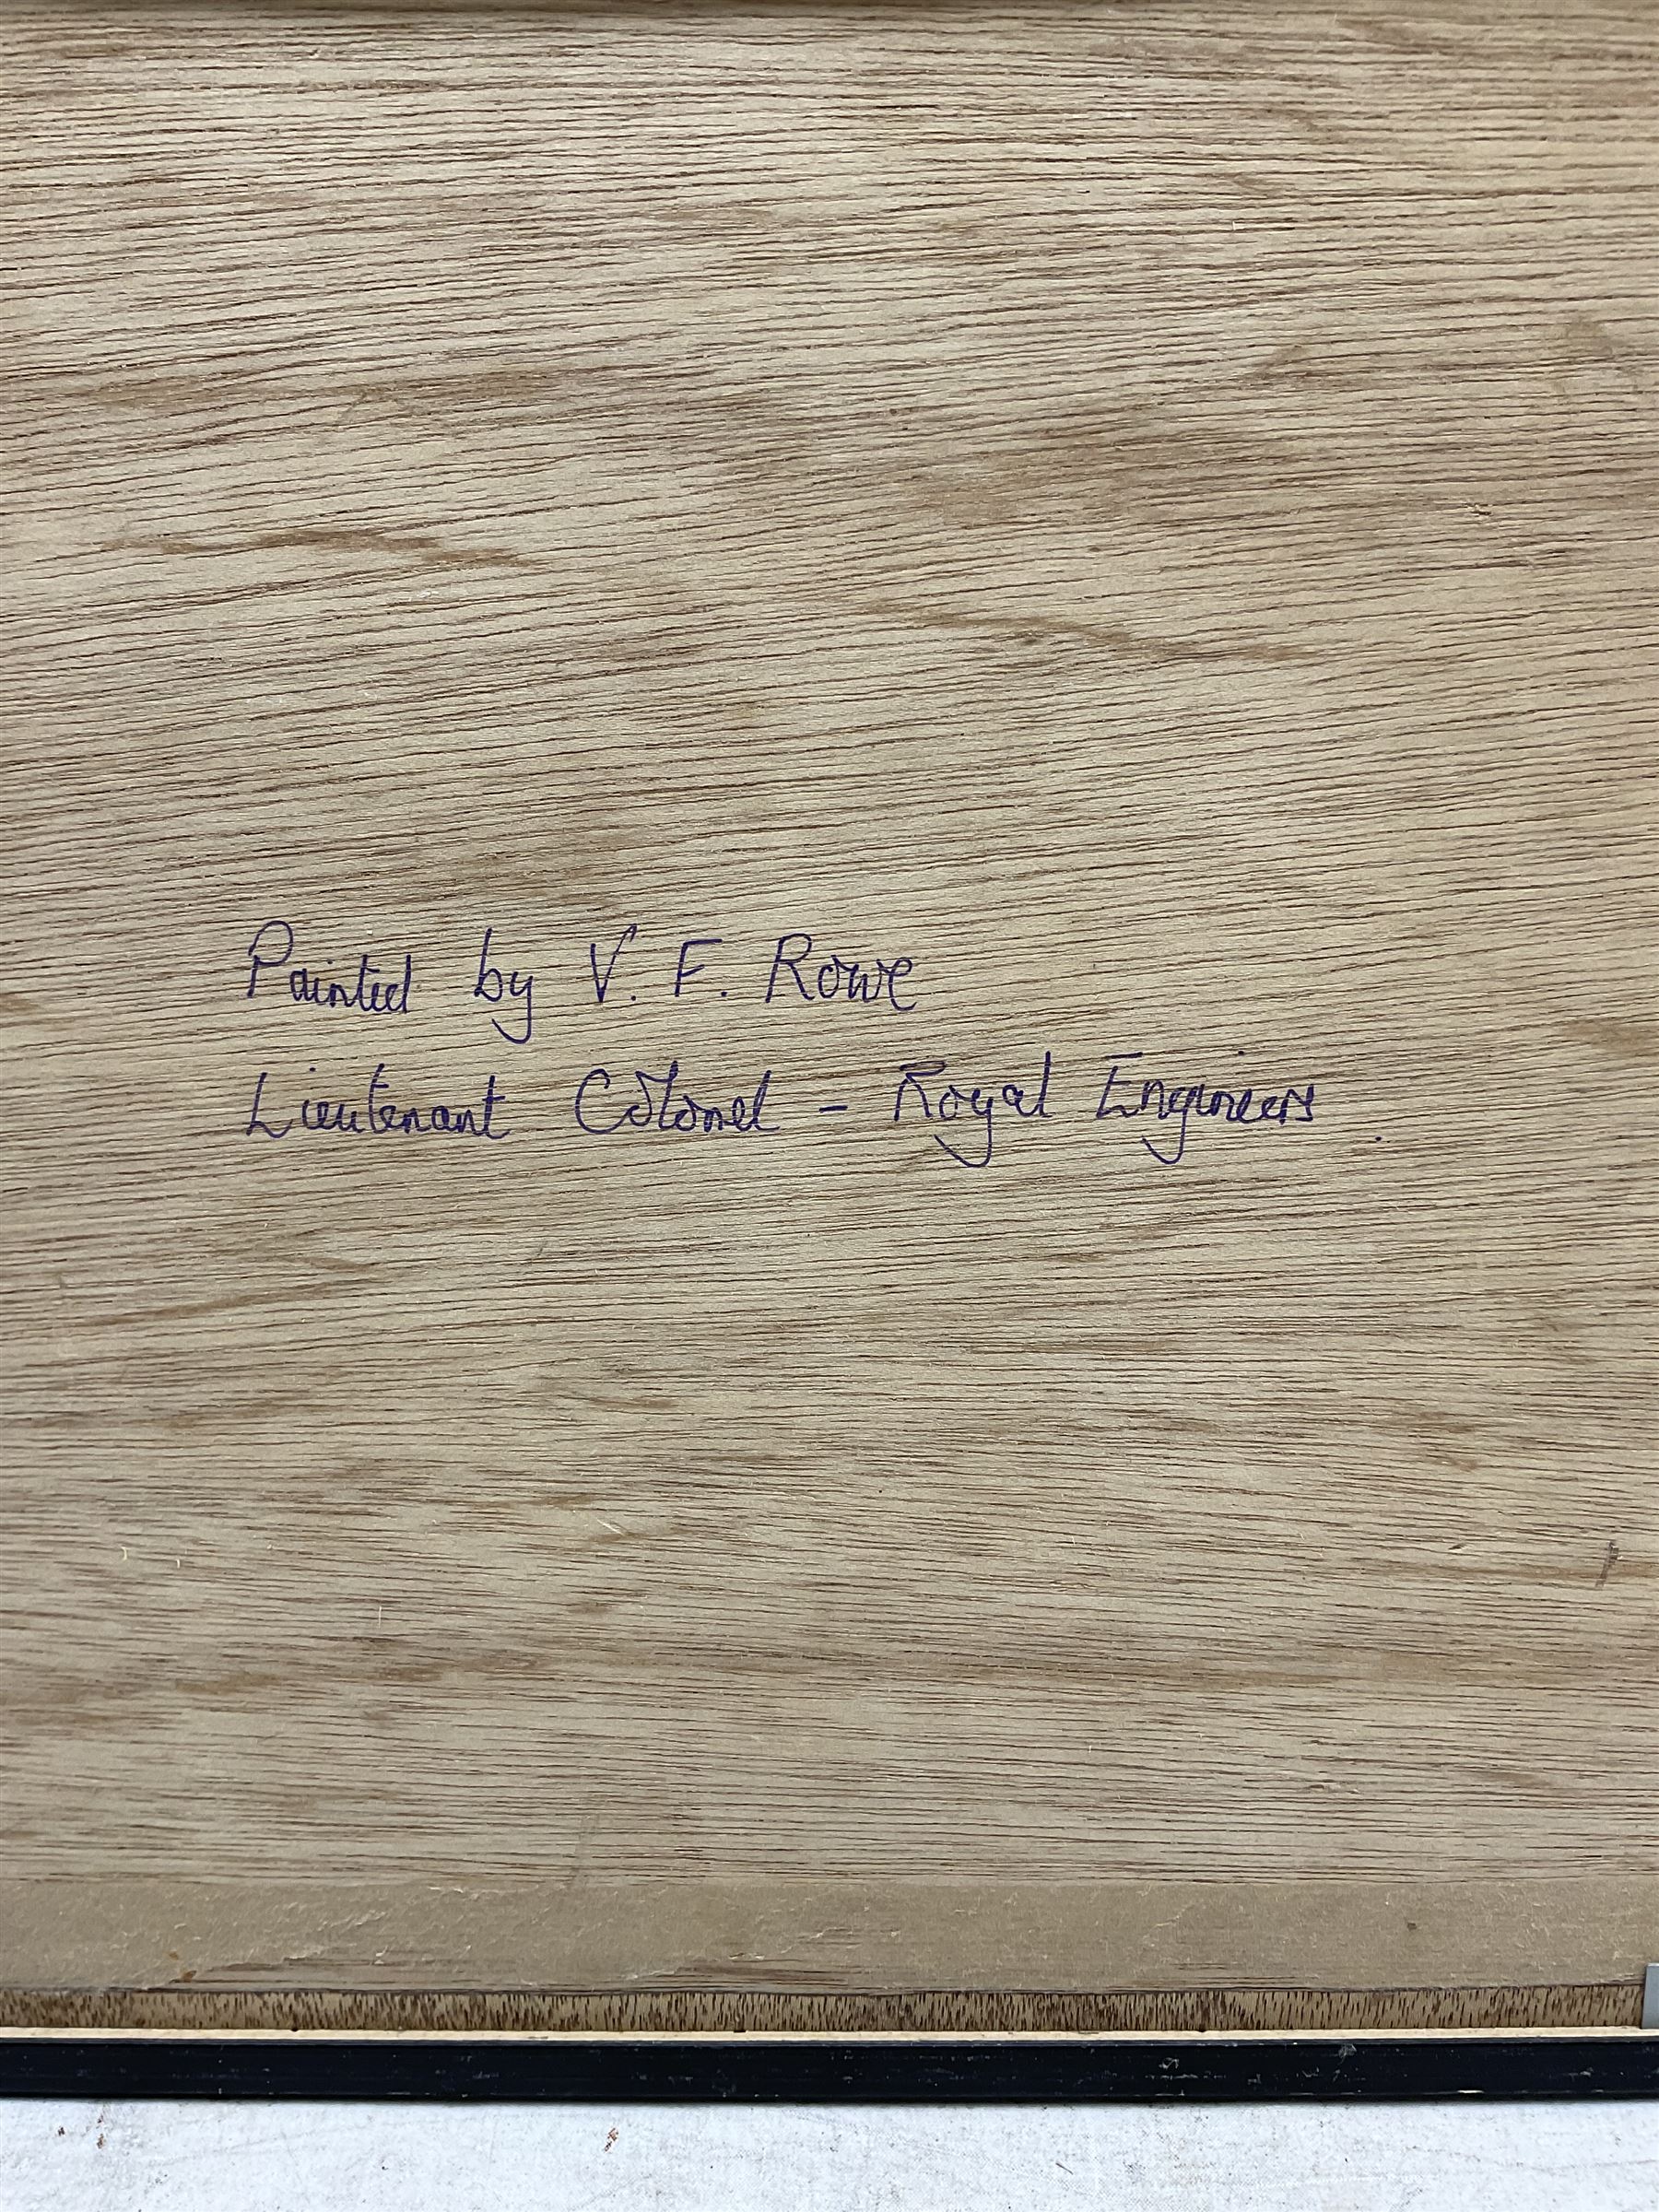 Painted by V. F. Rowe
Lieutenant Colonel - Royal Engineers.